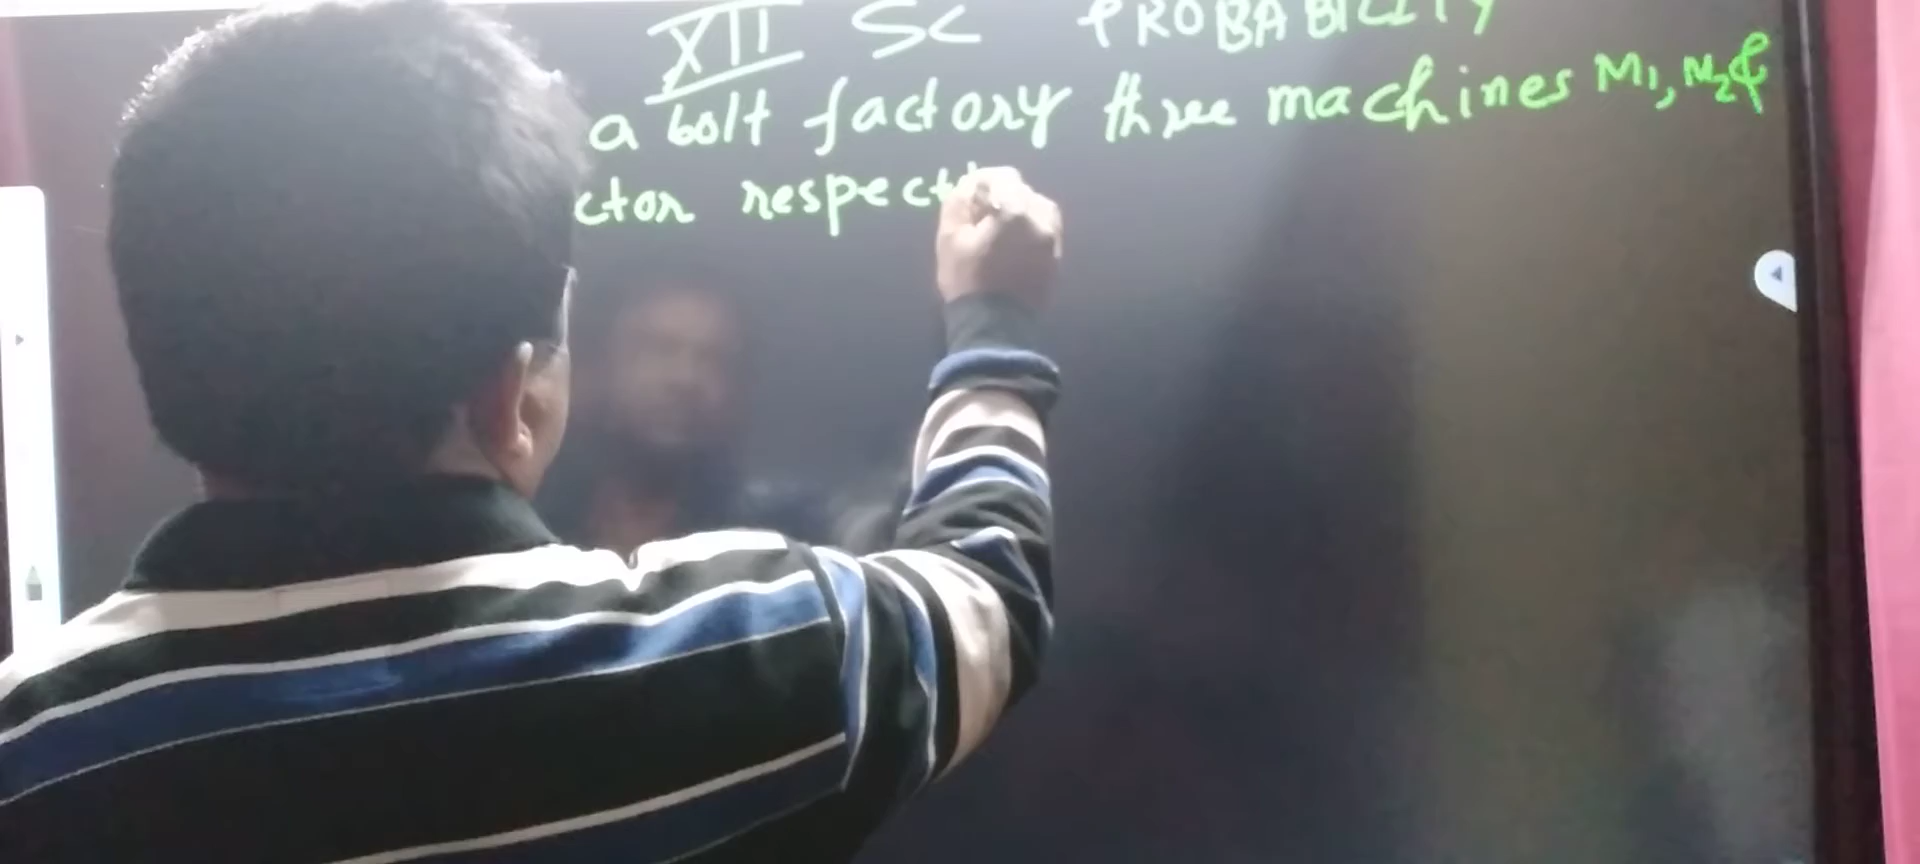 XII Sc PROBABILITY
a bolt factory three machines M1, M2 &
ctor respect